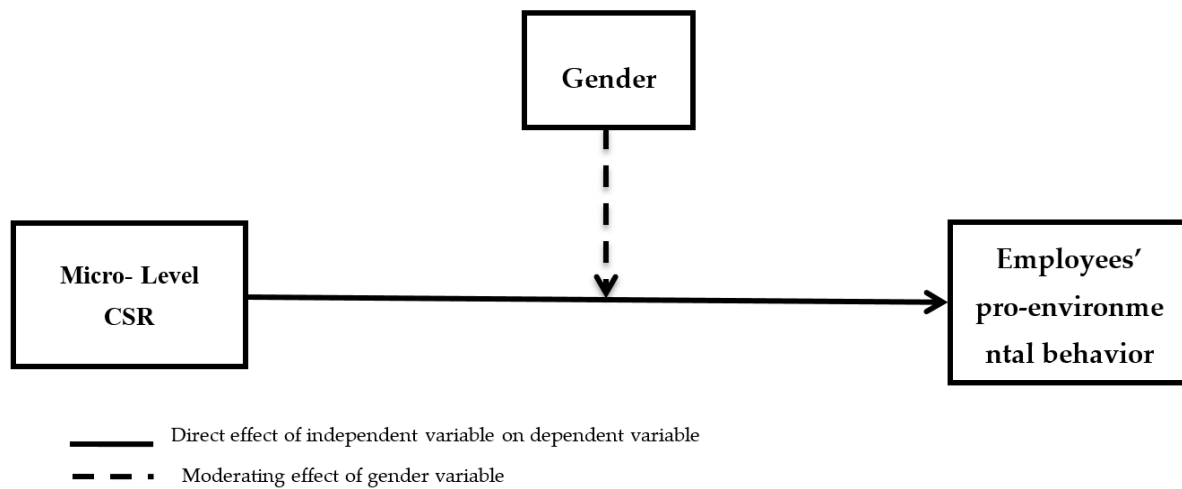 Gender
Micro- Level
CSR
Employees’
pro-environme
ntal behavior
Direct effect of independent variable on dependent variable
Moderating effect of gender variable